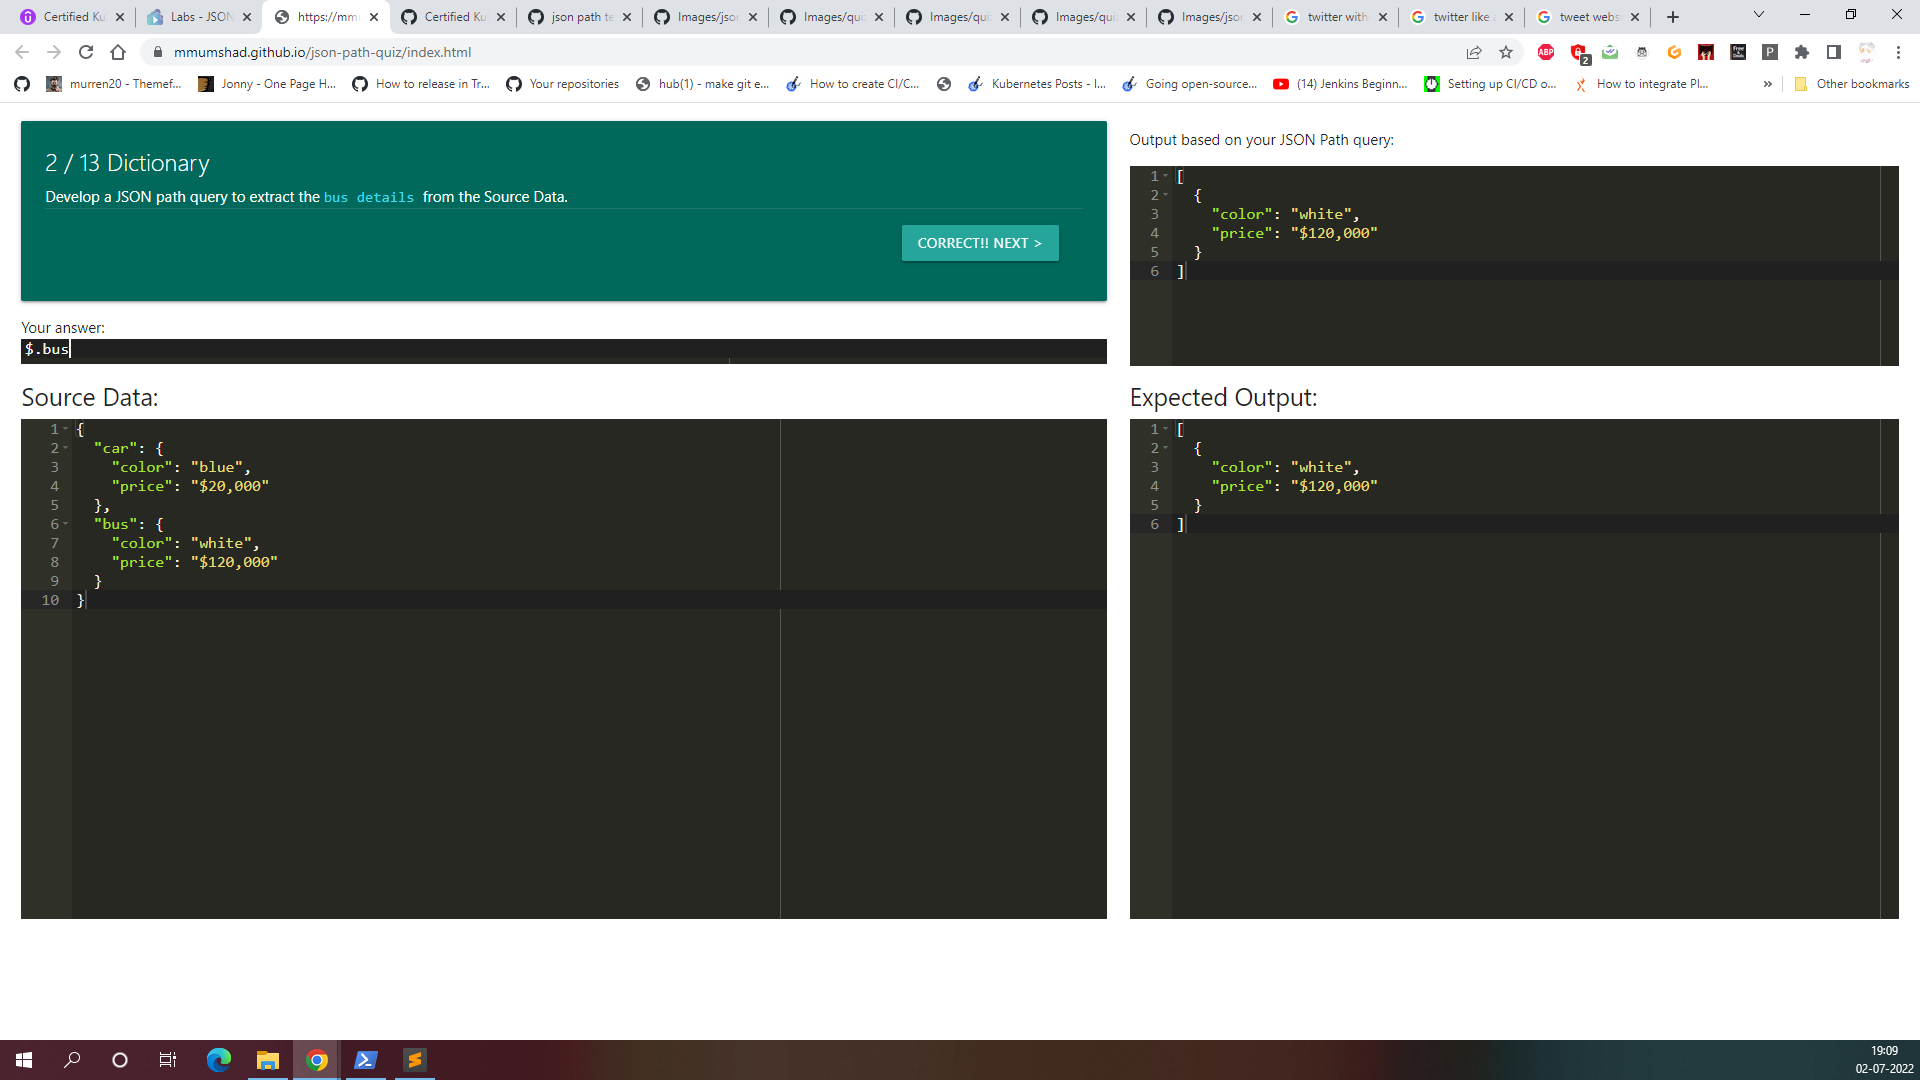 Certified Ku
Labs - JSON
https://mm
Certified Ku
json path te
Images/json
Images/qui
Images/qui
Images/qui
Images/json
twitter with
twitter like
tweet webs
mmumshad.github.io/json-path-quiz/index.html
murren20 - Themef...
Jonny - One Page H...
How to release in Tr...
Your repositories
hub(1) - make git e...
How to create CI/C...
Kubernetes Posts - I...
Going open-source...
(14) Jenkins Beginn...
Setting up CI/CD o...
How to integrate Pl...
»
Other bookmarks
2 / 13 Dictionary
Develop a JSON path query to extract the bus details from the Source Data.
CORRECT!! NEXT >
Your answer:
$.bus
Source Data:
1 {
2 "car": {
3 "color": "blue",
4 "price": "$20,000"
5 },
6 "bus": {
7 "color": "white",
8 "price": "$120,000"
9 }
10 }
Output based on your JSON Path query:
1 [
2 {
3 "color": "white",
4 "price": "$120,000"
5 }
6 ]
Expected Output:
1 [
2 {
3 "color": "white",
4 "price": "$120,000"
5 }
6 ]
19:09
02-07-2022